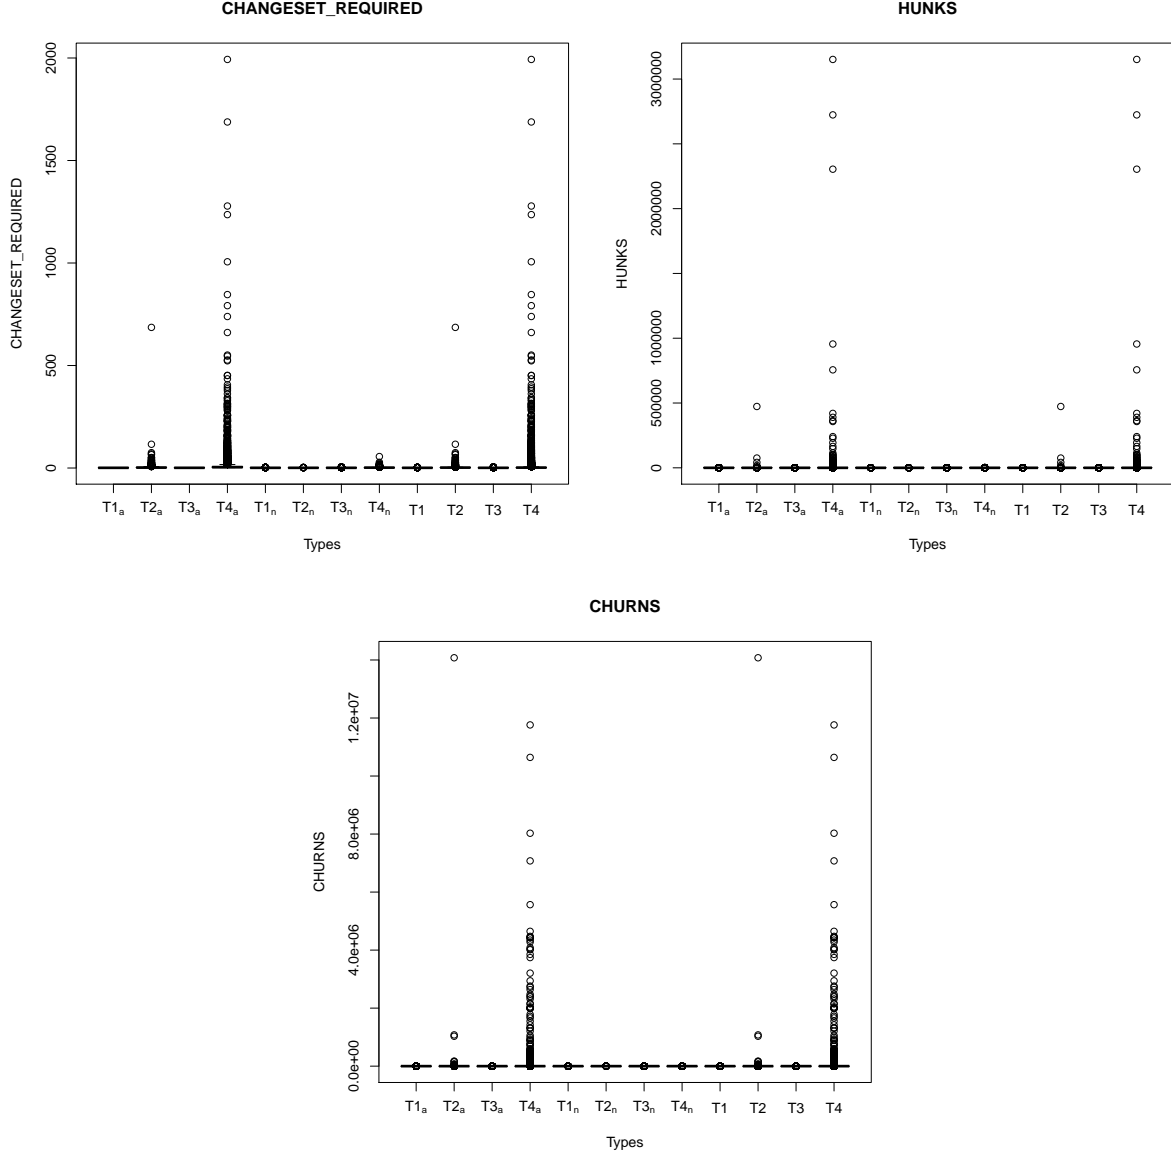 CHANGESET_REQUIRED
CHANGESET_REQUIRED
2000
1500
1000
500
0
T1a T2a T3a T4a T1n T2n T3n T4n T1 T2 T3 T4
Types
HUNKS
HUNKS
3000000
2000000
1000000
500000
0
T1a T2a T3a T4a T1n T2n T3n T4n T1 T2 T3 T4
Types
CHURNS
CHURNS
1.2e+07
8.0e+06
4.0e+06
0.0e+00
T1a T2a T3a T4a T1n T2n T3n T4n T1 T2 T3 T4
Types